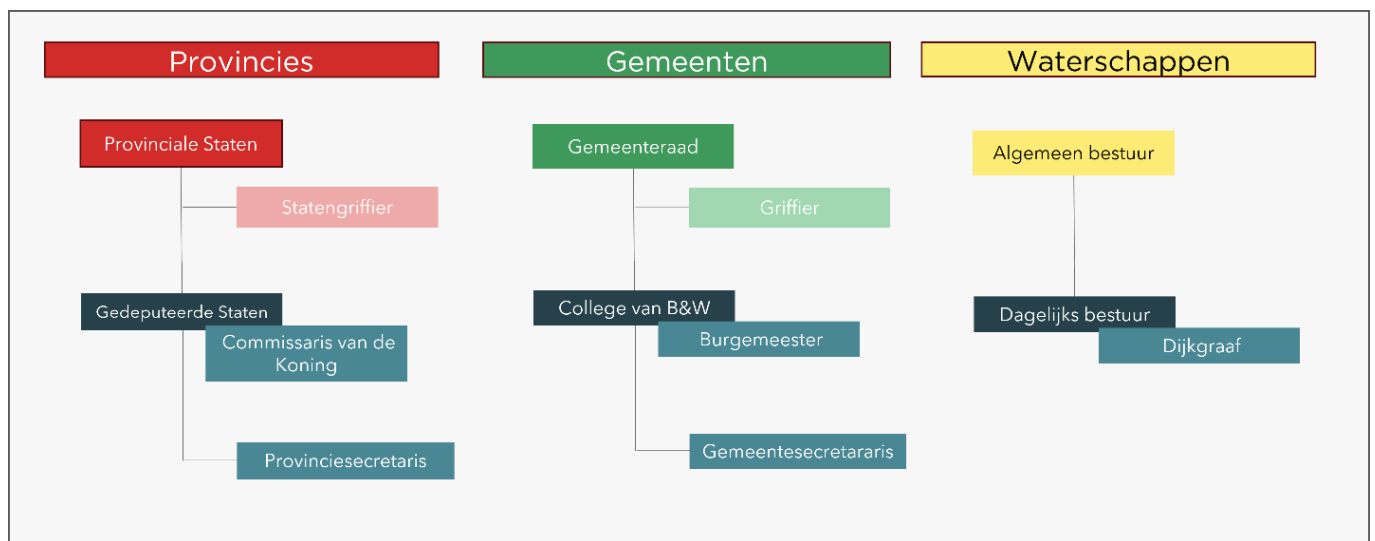 Provincies
Provinciale Staten
Statengriffier
Gedeputeerde Staten
Commissaris van de
Koning
Provinciesecretaris
Gemeenten
Gemeenteraad
Griffier
College van B&W
Burgemeester
Gemeentesecretararis
Waterschappen
Algemeen bestuur
Dagelijks bestuur
Dijkgraaf